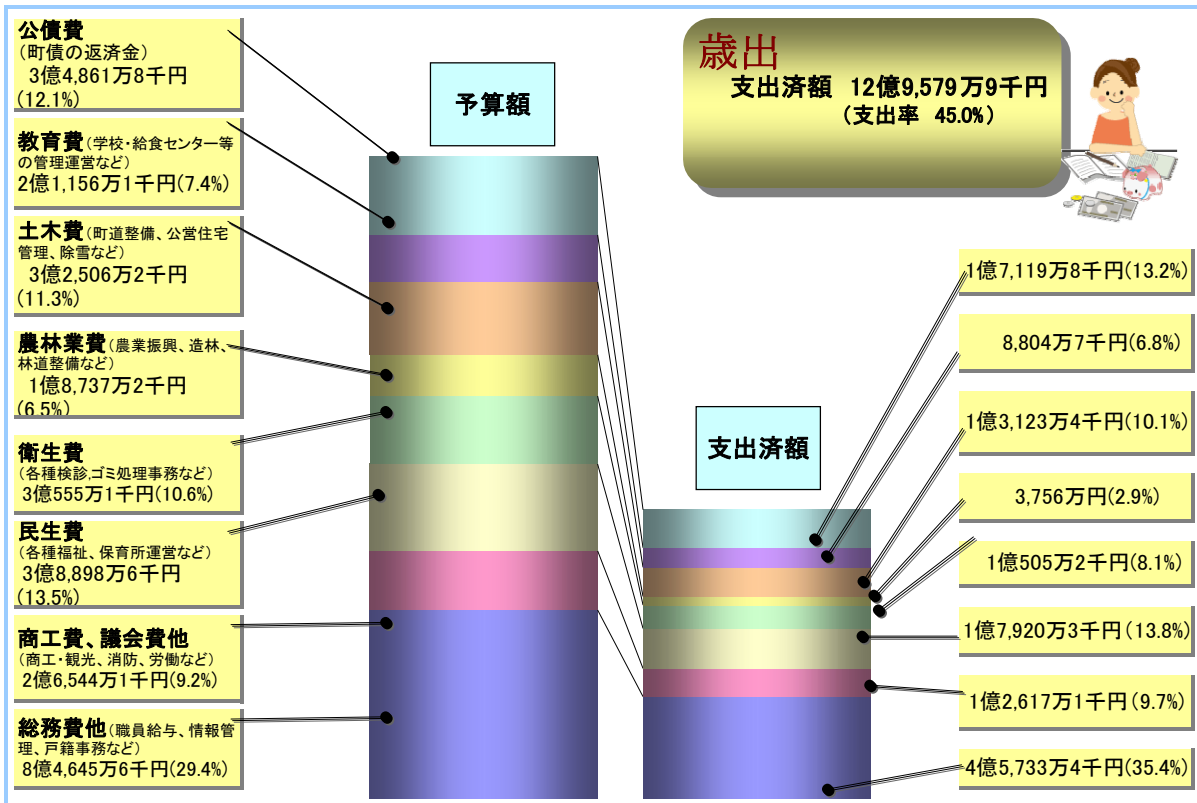 公債費
(町債の返済金)
3億4,861万8千円
(12.1%)
教育費(学校・給食センター等
の管理運営など)
2億1,156万1千円(7.4%)
土木費(町道整備、公営住宅
管理、除雪など)
3億2,506万2千円
(11.3%)
農林業費(農業振興、造林、
林道整備など)
1億8,737万2千円
(6.5%)
衛生費
(各種検診,ゴミ処理事務など)
3億555万1千円(10.6%)
民生費
(各種福祉、保育所運営など)
3億8,898万6千円
(13.5%)
商工費、議会費他
(商工・観光、消防、労働など)
2億6,544万1千円(9.2%)
総務費他(職員給与、情報管
理、戸籍事務など)
8億4,645万6千円(29.4%)
予算額
歳出
支出済額 12億9,579万9千円
(支出率 45.0%)
支出済額
1億7,119万8千円(13.2%)
8,804万7千円(6.8%)
1億3,123万4千円(10.1%)
3,756万円(2.9%)
1億505万2千円(8.1%)
1億7,920万3千円(13.8%)
1億2,617万1千円(9.7%)
4億5,733万4千円(35.4%)